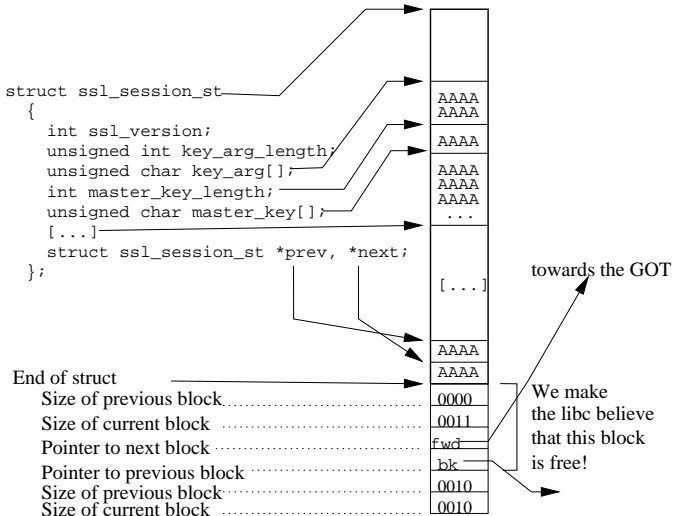 struct ssl_session_st
{
int ssl_version;
unsigned int key_arg_length;
unsigned char key_arg[];
int master_key_length;
unsigned char master_key[];
[...]
struct ssl_session_st *prev, *next;
};
AAAA
AAAA
AAAA
AAAA
AAAA
AAAA
...
[...]
AAAA
AAAA
towards the GOT
End of struct
Size of previous block 0000
Size of current block 0011
Pointer to next block fwd
Pointer to previous block bk
Size of previous block 0010
Size of current block 0010
We make
the libc believe
that this block
is free!